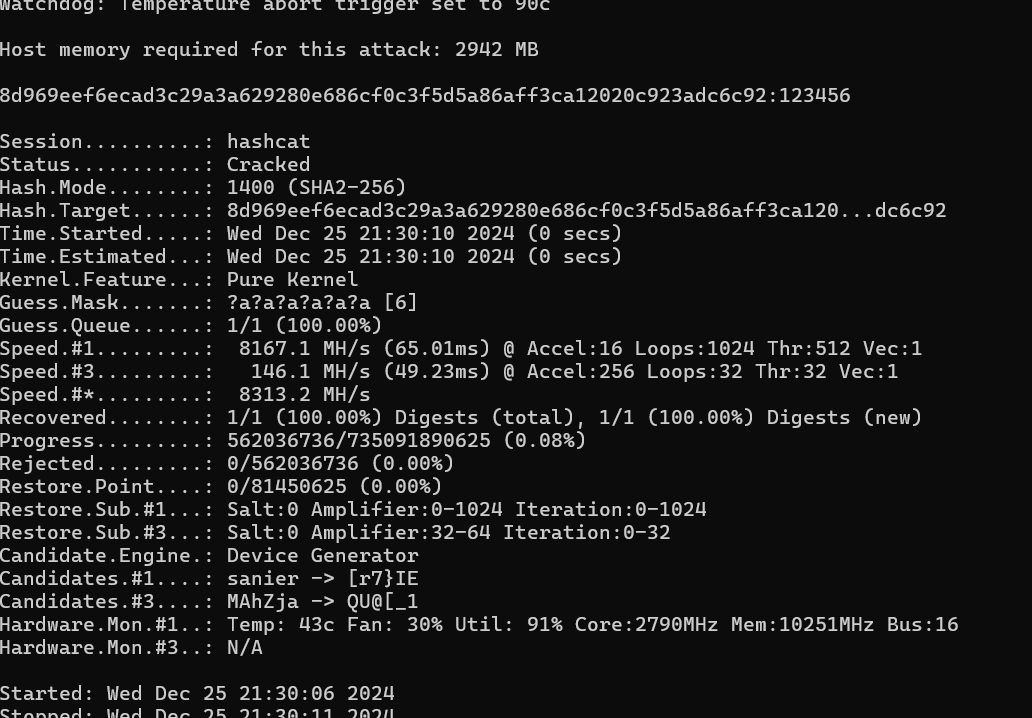 Watchdog: Temperature abort trigger set to 90c
Host memory required for this attack: 2942 MB
8d969eef6ecad3c29a3a629280e686cf0c3f5d5a86aff3ca12020c923adc6c92:123456
Session..........: hashcat
Status...........: Cracked
Hash.Mode........: 1400 (SHA2-256)
Hash.Target......: 8d969eef6ecad3c29a3a629280e686cf0c3f5d5a86aff3ca120...dc6c92
Time.Started.....: Wed Dec 25 21:30:10 2024 (0 secs)
Time.Estimated...: Wed Dec 25 21:30:10 2024 (0 secs)
Kernel.Feature...: Pure Kernel
Guess.Mask.......: ?a?a?a?a?a?a [6]
Guess.Queue......: 1/1 (100.00%)
Speed.#1.........:  8167.1 MH/s (65.01ms) @ Accel:16 Loops:1024 Thr:512 Vec:1
Speed.#3.........:   146.1 MH/s (49.23ms) @ Accel:256 Loops:32 Thr:32 Vec:1
Speed.#*.........:  8313.2 MH/s
Recovered........: 1/1 (100.00%) Digests (total), 1/1 (100.00%) Digests (new)
Progress.........: 562036736/735091890625 (0.08%)
Rejected.........: 0/562036736 (0.00%)
Restore.Point....: 0/81450625 (0.00%)
Restore.Sub.#1...: Salt:0 Amplifier:0-1024 Iteration:0-1024
Restore.Sub.#3...: Salt:0 Amplifier:32-64 Iteration:0-32
Candidate.Engine.: Device Generator
Candidates.#1....: sanier -> [r7}IE
Candidates.#3....: MAhZja -> QU@[_1
Hardware.Mon.#1..: Temp: 43c Fan: 30% Util: 91% Core:2790MHz Mem:10251MHz Bus:16
Hardware.Mon.#3..: N/A
Started: Wed Dec 25 21:30:06 2024
Stopped: Wed Dec 25 21:30:11 2024